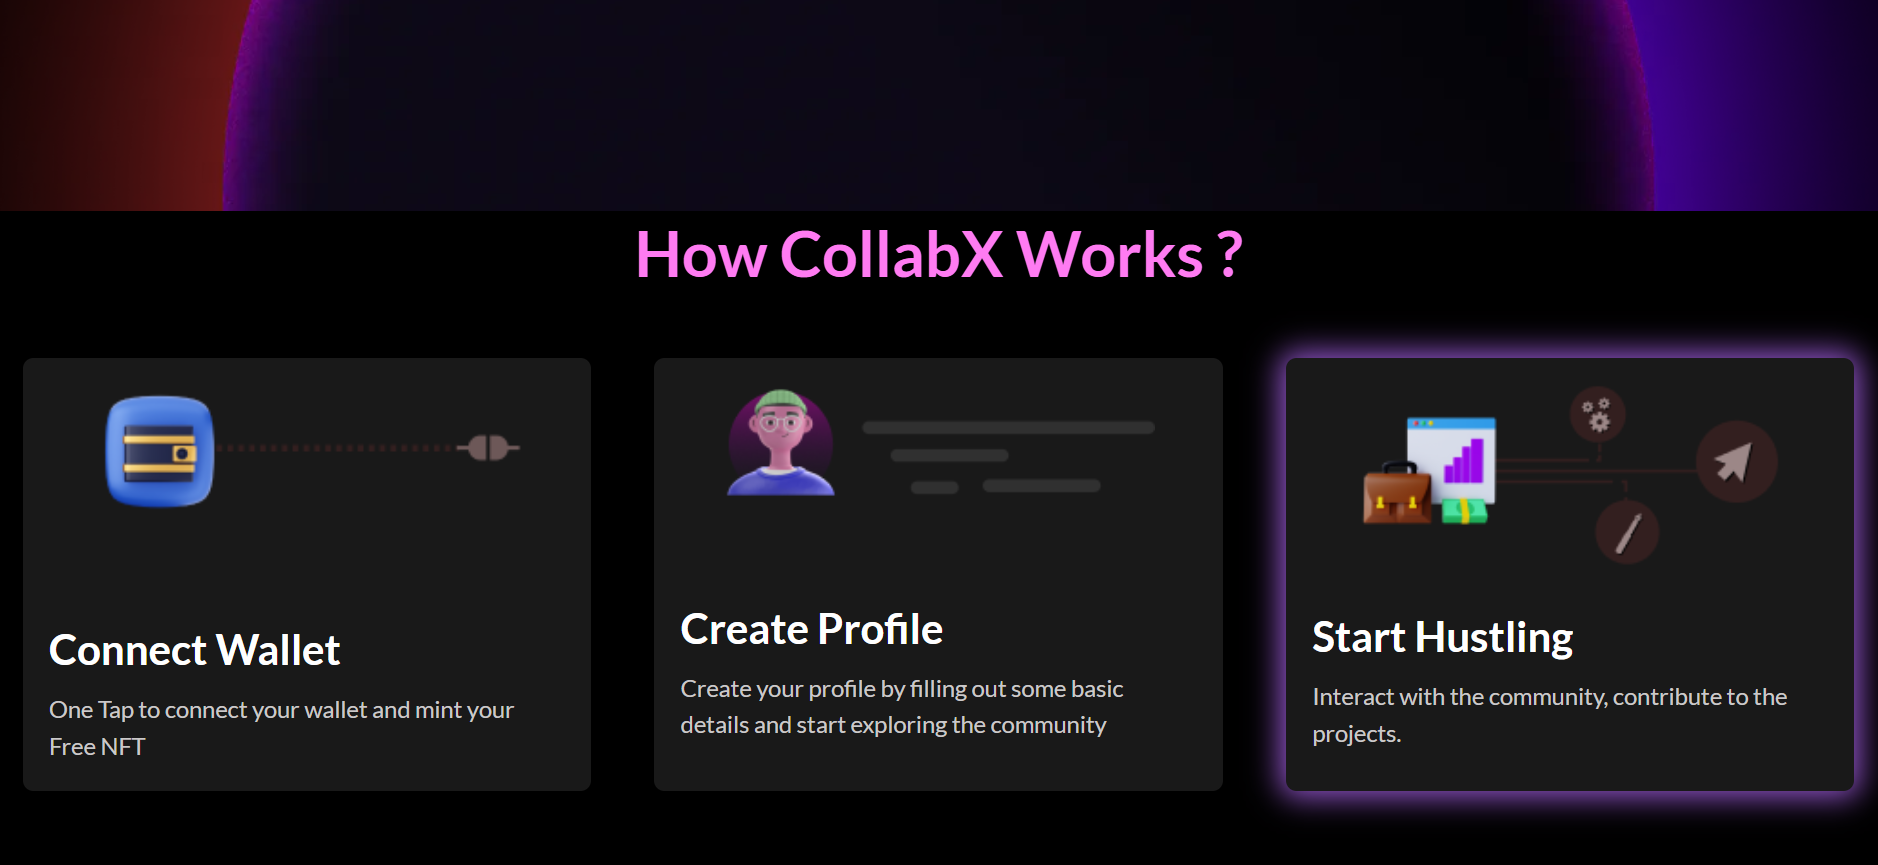 How CollabX Works ?
Connect Wallet
One Tap to connect your wallet and mint your
Free NFT
Create Profile
Create your profile by filling out some basic
details and start exploring the community
Start Hustling
Interact with the community, contribute to the
projects.